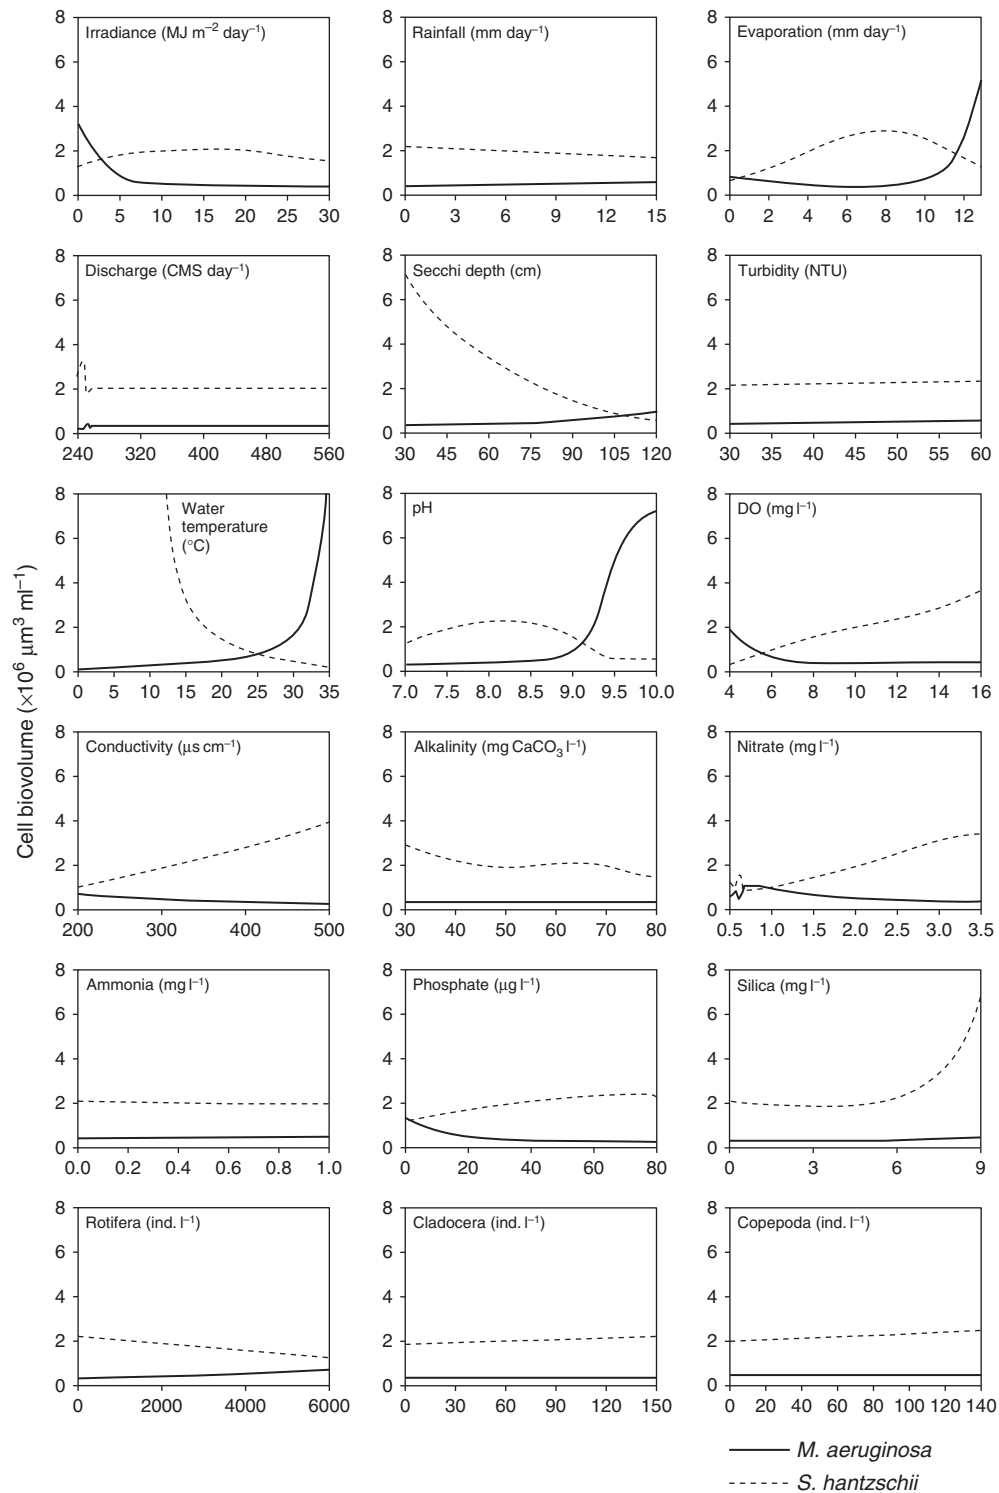 Cell biovolume (×10⁶ μm³ ml⁻¹)
Irradiance (MJ m⁻² day⁻¹)
8
6
4
2
0
0 5 10 15 20 25 30
Rainfall (mm day⁻¹)
8
6
4
2
0
0 3 6 9 12 15
Evaporation (mm day⁻¹)
8
6
4
2
0
0 2 4 6 8 10 12
Discharge (CMS day⁻¹)
8
6
4
2
0
240 320 400 480 560
Secchi depth (cm)
8
6
4
2
0
30 45 60 75 90 105 120
Turbidity (NTU)
8
6
4
2
0
30 35 40 45 50 55 60
Water
temperature
(°C)
8
6
4
2
0
0 5 10 15 20 25 30 35
pH
8
6
4
2
0
7.0 7.5 8.0 8.5 9.0 9.5 10.0
DO (mg l⁻¹)
8
6
4
2
0
4 6 8 10 12 14 16
Conductivity (μs cm⁻¹)
8
6
4
2
0
200 300 400 500
Alkalinity (mg CaCO₃ l⁻¹)
8
6
4
2
0
30 40 50 60 70 80
Nitrate (mg l⁻¹)
8
6
4
2
0
0.5 1.0 1.5 2.0 2.5 3.0 3.5
Ammonia (mg l⁻¹)
8
6
4
2
0
0.0 0.2 0.4 0.6 0.8 1.0
Phosphate (μg l⁻¹)
8
6
4
2
0
0 20 40 60 80
Silica (mg l⁻¹)
8
6
4
2
0
0 3 6 9
Rotifera (ind. l⁻¹)
8
6
4
2
0
0 2000 4000 6000
Cladocera (ind. l⁻¹)
8
6
4
2
0
0 30 60 90 120 150
Copepoda (ind. l⁻¹)
8
6
4
2
0
0 20 40 60 80 100 120 140
M. aeruginosa
S. hantzschii